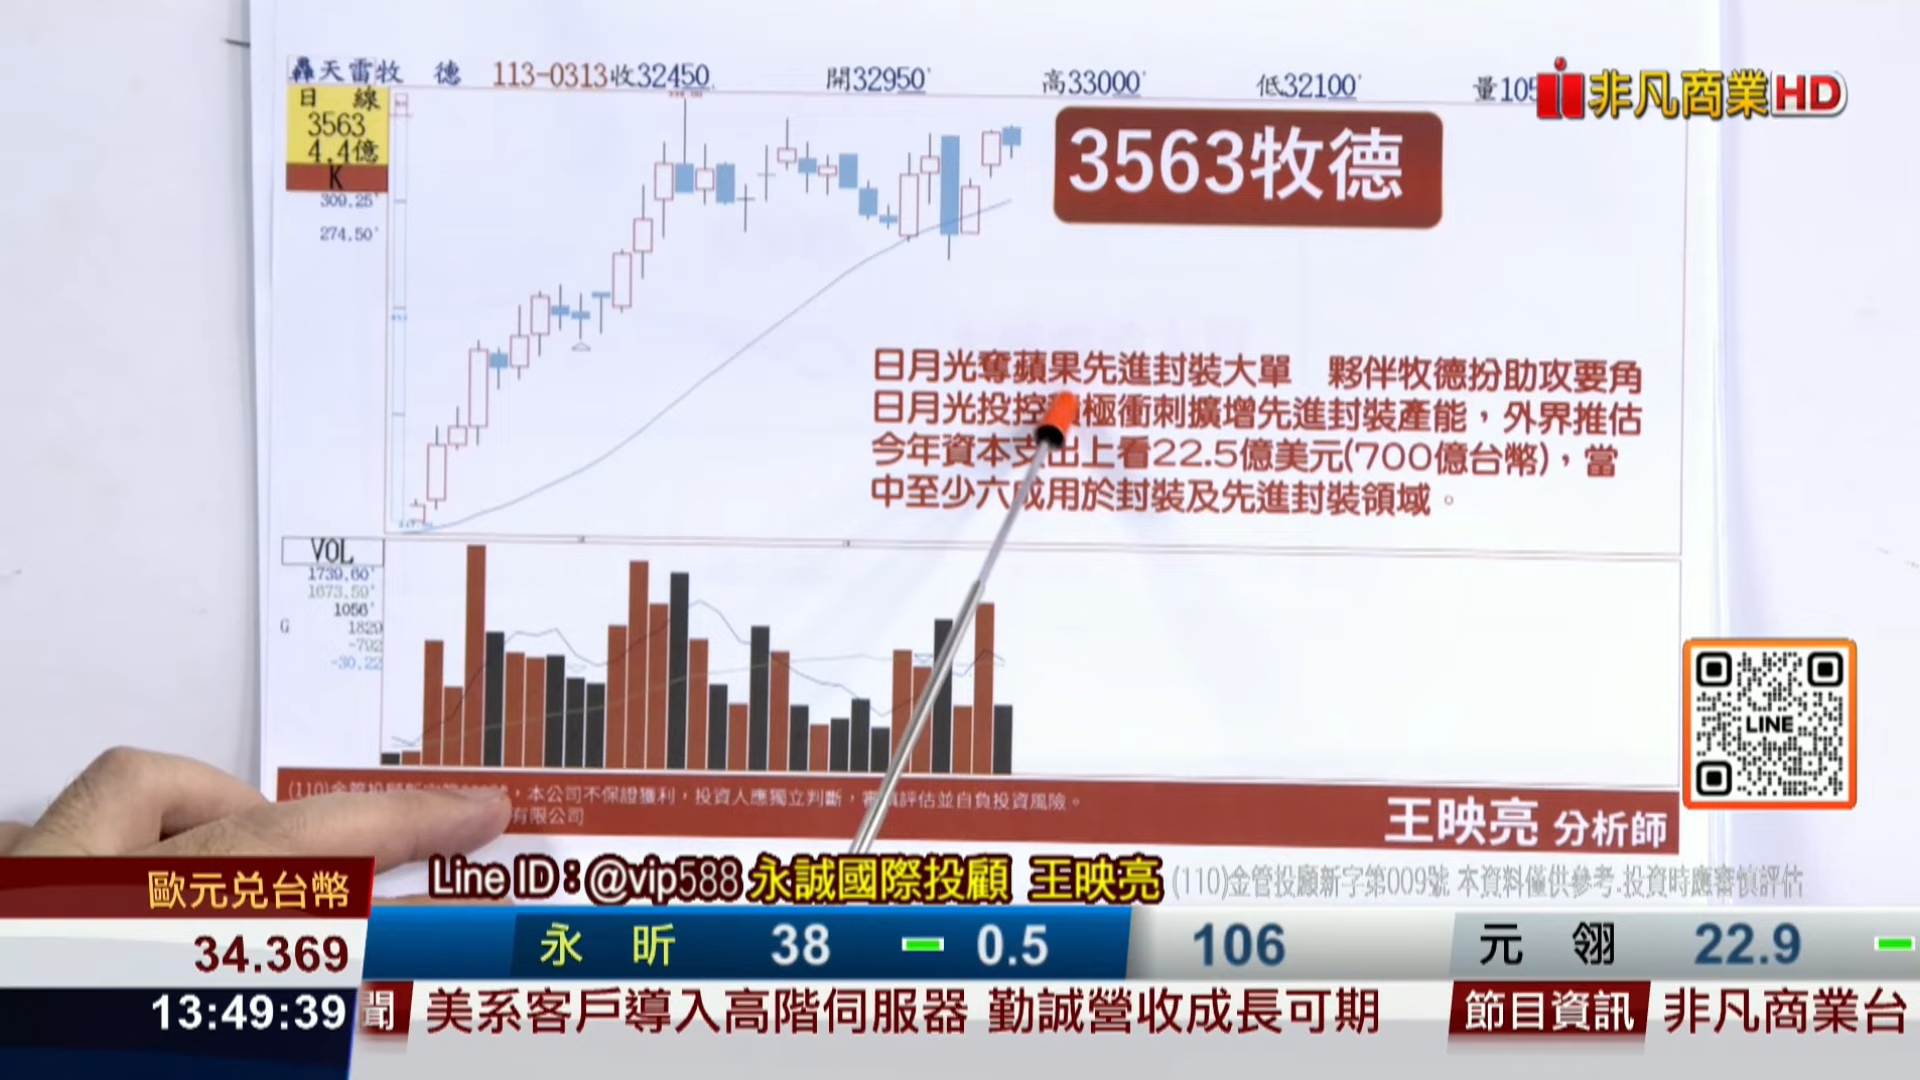 轟天雷牧 德 113-0313收32450 開32950 高33000 低32100 量105
非凡商業HD
日 線
3563
4.4億
K
309.25
274.50
3563牧德
日月光奪蘋果先進封裝大單 夥伴牧德扮助攻要角
日月光投控 極衝刺擴增先進封裝產能，外界推估
今年資本支出上看22.5億美元(700億台幣)，當
中至少六成用於封裝及先進封裝領域。
VOL
1739.60
1673.59
1056
G 1829
-792
-30.22
LINE
，本公司不保證獲利，投資人應獨立判斷，審慎評估並自負投資風險。
有限公司
王映亮 分析師
Line ID：@vip588 永誠國際投顧 王映亮 (110)金管投顧新字第009號 本資料僅供參考.投資時應審慎評估
歐元兌台幣
34.369
永 昕 38 0.5 106 元 翎 22.9
13:49:39
聞 美系客戶導入高階伺服器 勤誠營收成長可期 節目資訊 非凡商業台